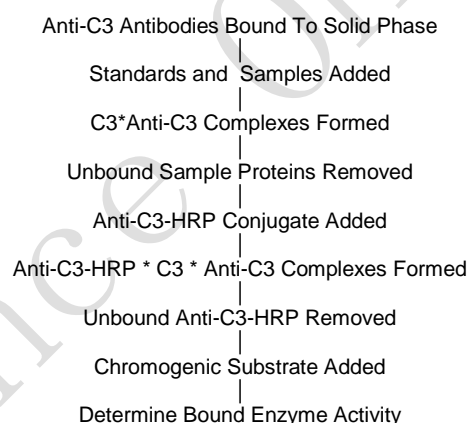 Anti-C3 Antibodies Bound To Solid Phase
Standards and Samples Added
C3*Anti-C3 Complexes Formed
Unbound Sample Proteins Removed
Anti-C3-HRP Conjugate Added
Anti-C3-HRP * C3 * Anti-C3 Complexes Formed
Unbound Anti-C3-HRP Removed
Chromogenic Substrate Added
Determine Bound Enzyme Activity